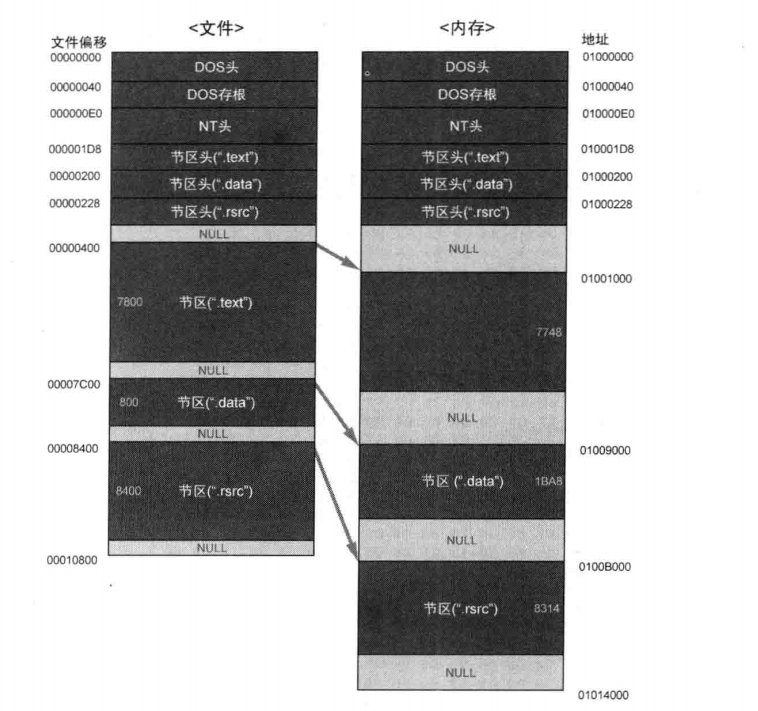 <文件>
文件偏移
00000000
DOS头
00000040
DOS存根
000000E0
NT头
000001D8
节区头(“.text”)
00000200
节区头(“.data”)
00000228
节区头(“.rsrc”)
NULL
00000400
7800 节区(“.text”)
NULL
00007C00
800 节区(“.data”)
NULL
00008400
8400 节区(“.rsrc”)
NULL
00010800
<内存>
地址
DOS头
01000000
DOS存根
01000040
NT头
010000E0
节区头(“.text”)
010001D8
节区头(“.data”)
01000200
节区头(“.rsrc”)
01000228
NULL
01001000
7748
NULL
01009000
节区 (“.data”) 1BA8
NULL
0100B000
节区(“.rsrc”) 8314
NULL
01014000